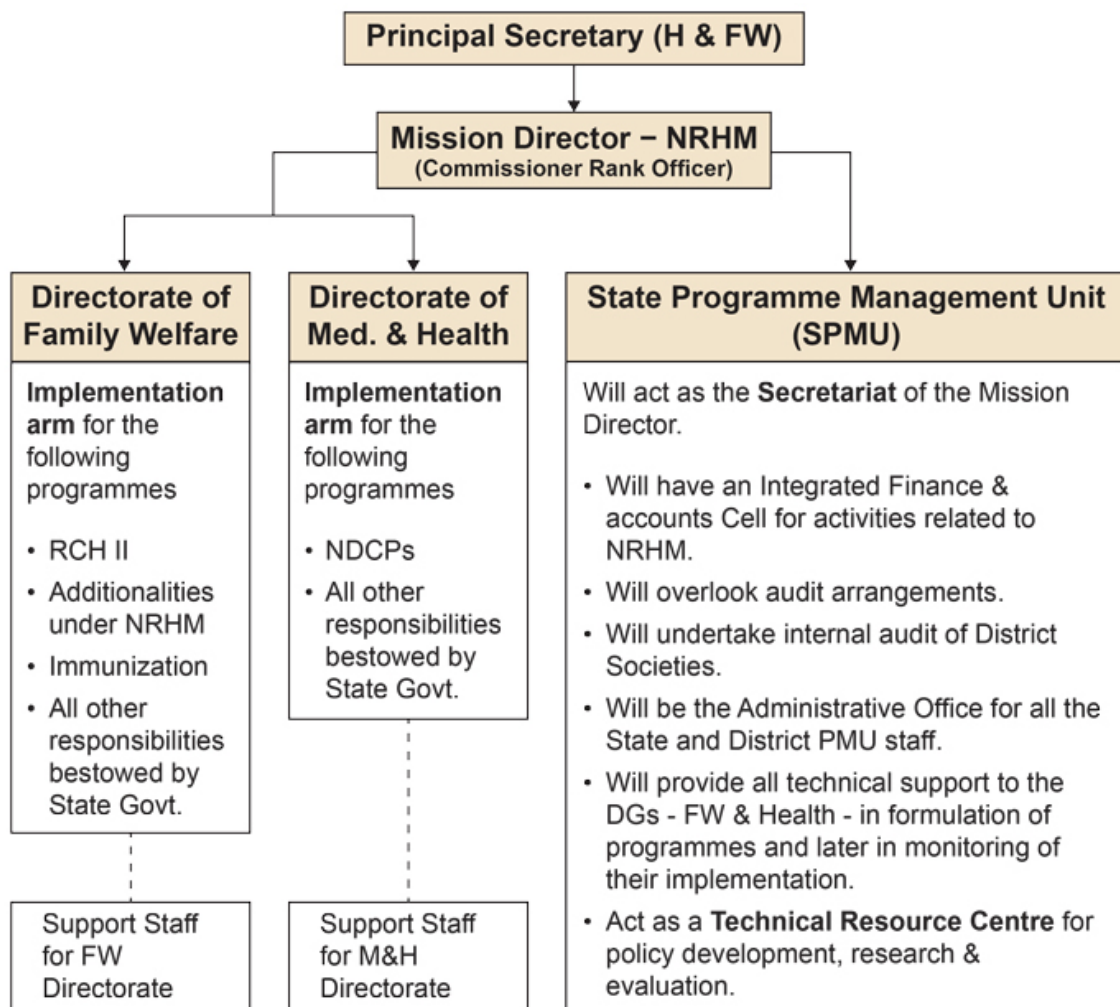 Principal Secretary (H & FW)
Mission Director – NRHM
(Commissioner Rank Officer)
Directorate of
Family Welfare
Implementation
arm for the
following
programmes
• RCH II
• Additionalities
under NRHM
• Immunization
• All other
responsibilities
bestowed by
State Govt.
Support Staff
for FW
Directorate
Directorate of
Med. & Health
Implementation
arm for the
following
programmes
• NDCPs
• All other
responsibilities
bestowed by
State Govt.
Support Staff
for M&H
Directorate
State Programme Management Unit
(SPMU)
Will act as the Secretariat of the Mission
Director.
• Will have an Integrated Finance &
accounts Cell for activities related to
NRHM.
• Will overlook audit arrangements.
• Will undertake internal audit of District
Societies.
• Will be the Administrative Office for all the
State and District PMU staff.
• Will provide all technical support to the
DGs - FW & Health - in formulation of
programmes and later in monitoring of
their implementation.
• Act as a Technical Resource Centre for
policy development, research &
evaluation.